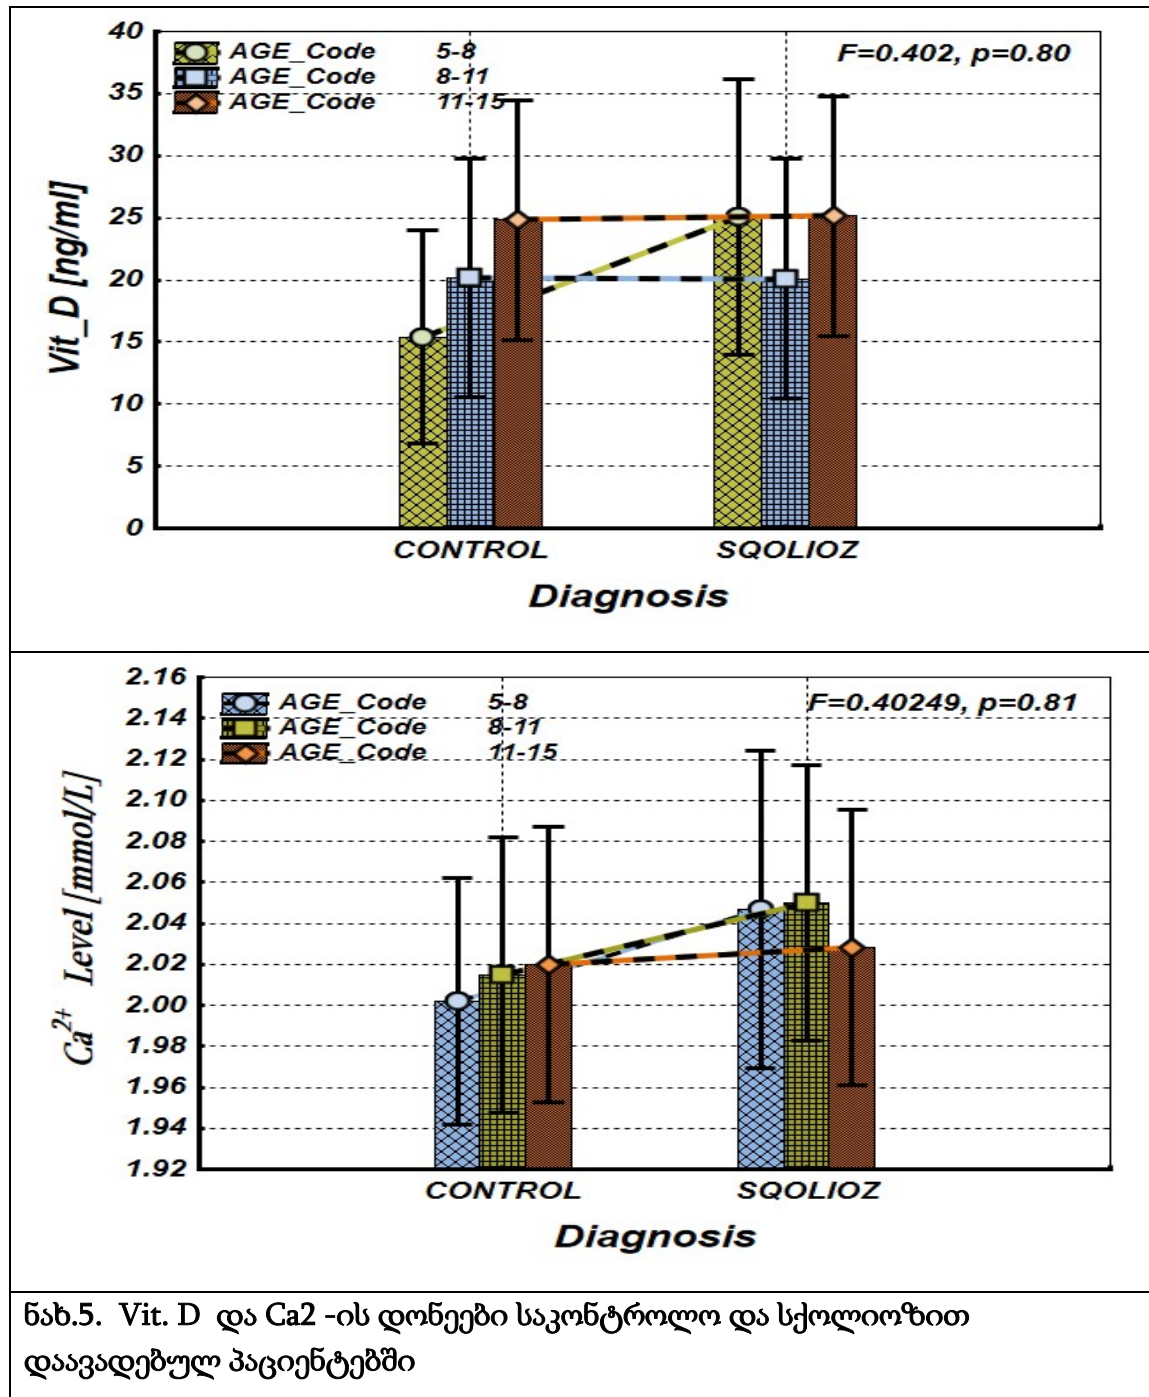 40
35
30
25
20
15
10
5
0
Vit_D [ng/ml]
AGE_Code 5-8
AGE_Code 8-11
AGE_Code 11-15
F=0.402, p=0.80
CONTROL SQOLIOZ
Diagnosis
2.16
2.14
2.12
2.10
2.08
2.06
2.04
2.02
2.00
1.98
1.96
1.94
1.92
Ca2+ Level [mmol/L]
AGE_Code 5-8
AGE_Code 8-11
AGE_Code 11-15
F=0.40249, p=0.81
CONTROL SQOLIOZ
Diagnosis
ნახ.5. Vit. D და Ca2 -ის დონეები საკონტროლო და სქოლიოზით
დაავადებულ პაციენტებში